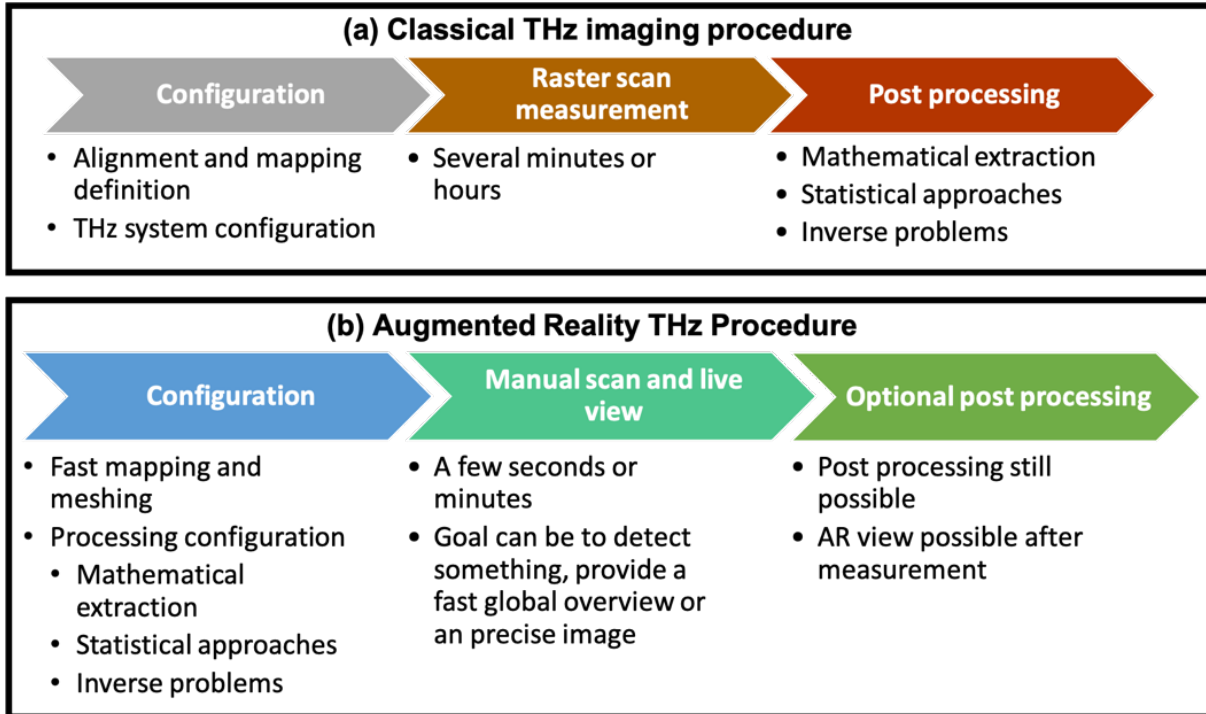 (a) Classical THz imaging procedure
Configuration
Raster scan
measurement
Post processing
• Alignment and mapping
definition
• THz system configuration
• Several minutes or
hours
• Mathematical extraction
• Statistical approaches
• Inverse problems
(b) Augmented Reality THz Procedure
Configuration
Manual scan and live
view
Optional post processing
• Fast mapping and
meshing
• Processing configuration
• Mathematical
extraction
• Statistical approaches
• Inverse problems
• A few seconds or
minutes
• Goal can be to detect
something, provide a
fast global overview or
an precise image
• Post processing still
possible
• AR view possible after
measurement